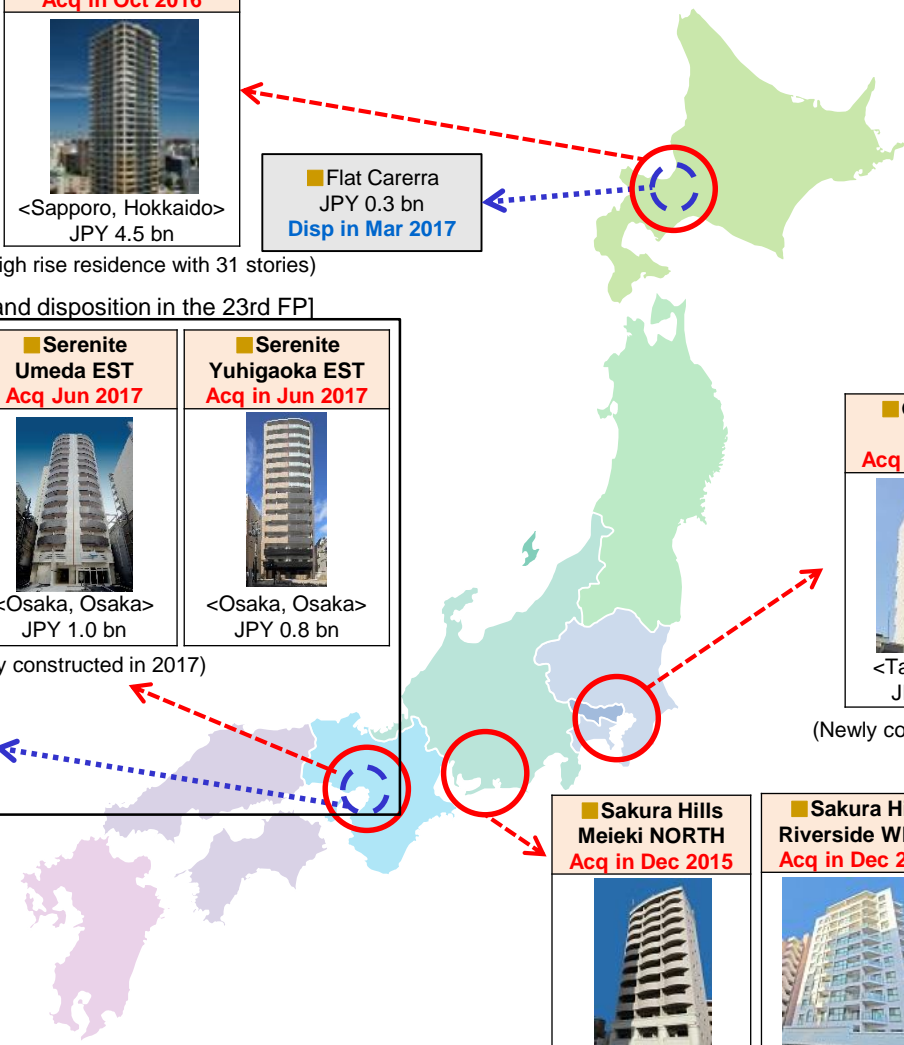 Acq in Oct 2016
<Sapporo, Hokkaido>
JPY 4.5 bn
igh rise residence with 31 stories)
Flat Carerra
JPY 0.3 bn
Disp in Mar 2017
and disposition in the 23rd FP]
Serenite
Umeda EST
Acq Jun 2017
<Osaka, Osaka>
JPY 1.0 bn
Serenite
Yuhigaoka EST
Acq in Jun 2017
<Osaka, Osaka>
JPY 0.8 bn
y constructed in 2017)
Acq
<Ta
(Newly co
Sakura Hills
Meieki NORTH
Acq in Dec 2015
Sakura H
Riverside W
Acq in Dec 2